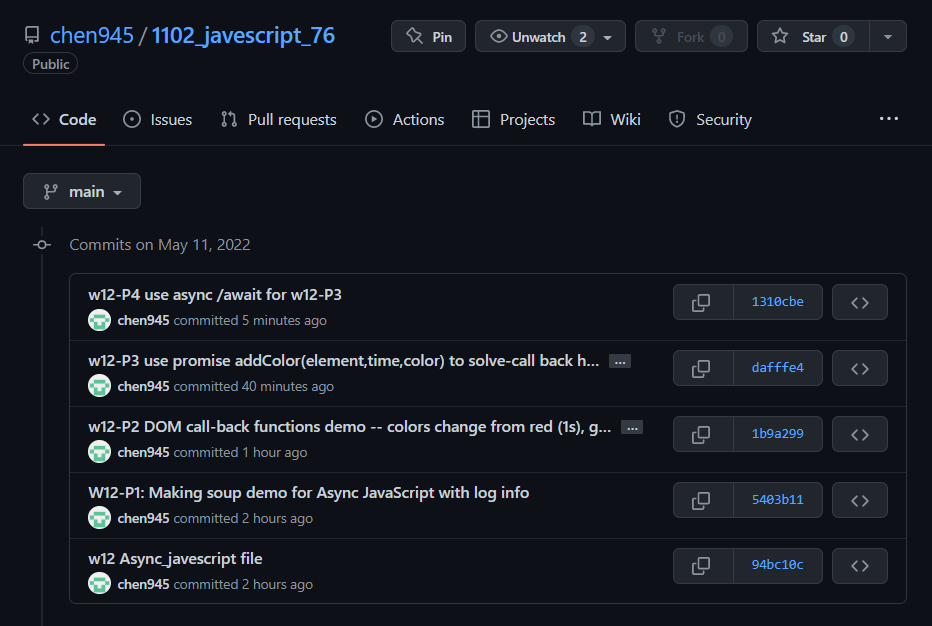 chen945 / 1102_javescript_76
Pin
Unwatch 2
Fork 0
Star 0
Public
Code
Issues
Pull requests
Actions
Projects
Wiki
Security
...
main
Commits on May 11, 2022
w12-P4 use async /await for w12-P3
chen945 committed 5 minutes ago
1310cbe
w12-P3 use promise addColor(element,time,color) to solve-call back h... ...
chen945 committed 40 minutes ago
dafffe4
w12-P2 DOM call-back functions demo -- colors change from red (1s), g... ...
chen945 committed 1 hour ago
1b9a299
W12-P1: Making soup demo for Async JavaScript with log info
chen945 committed 2 hours ago
5403b11
w12 Async_javescript file
chen945 committed 2 hours ago
94bc10c